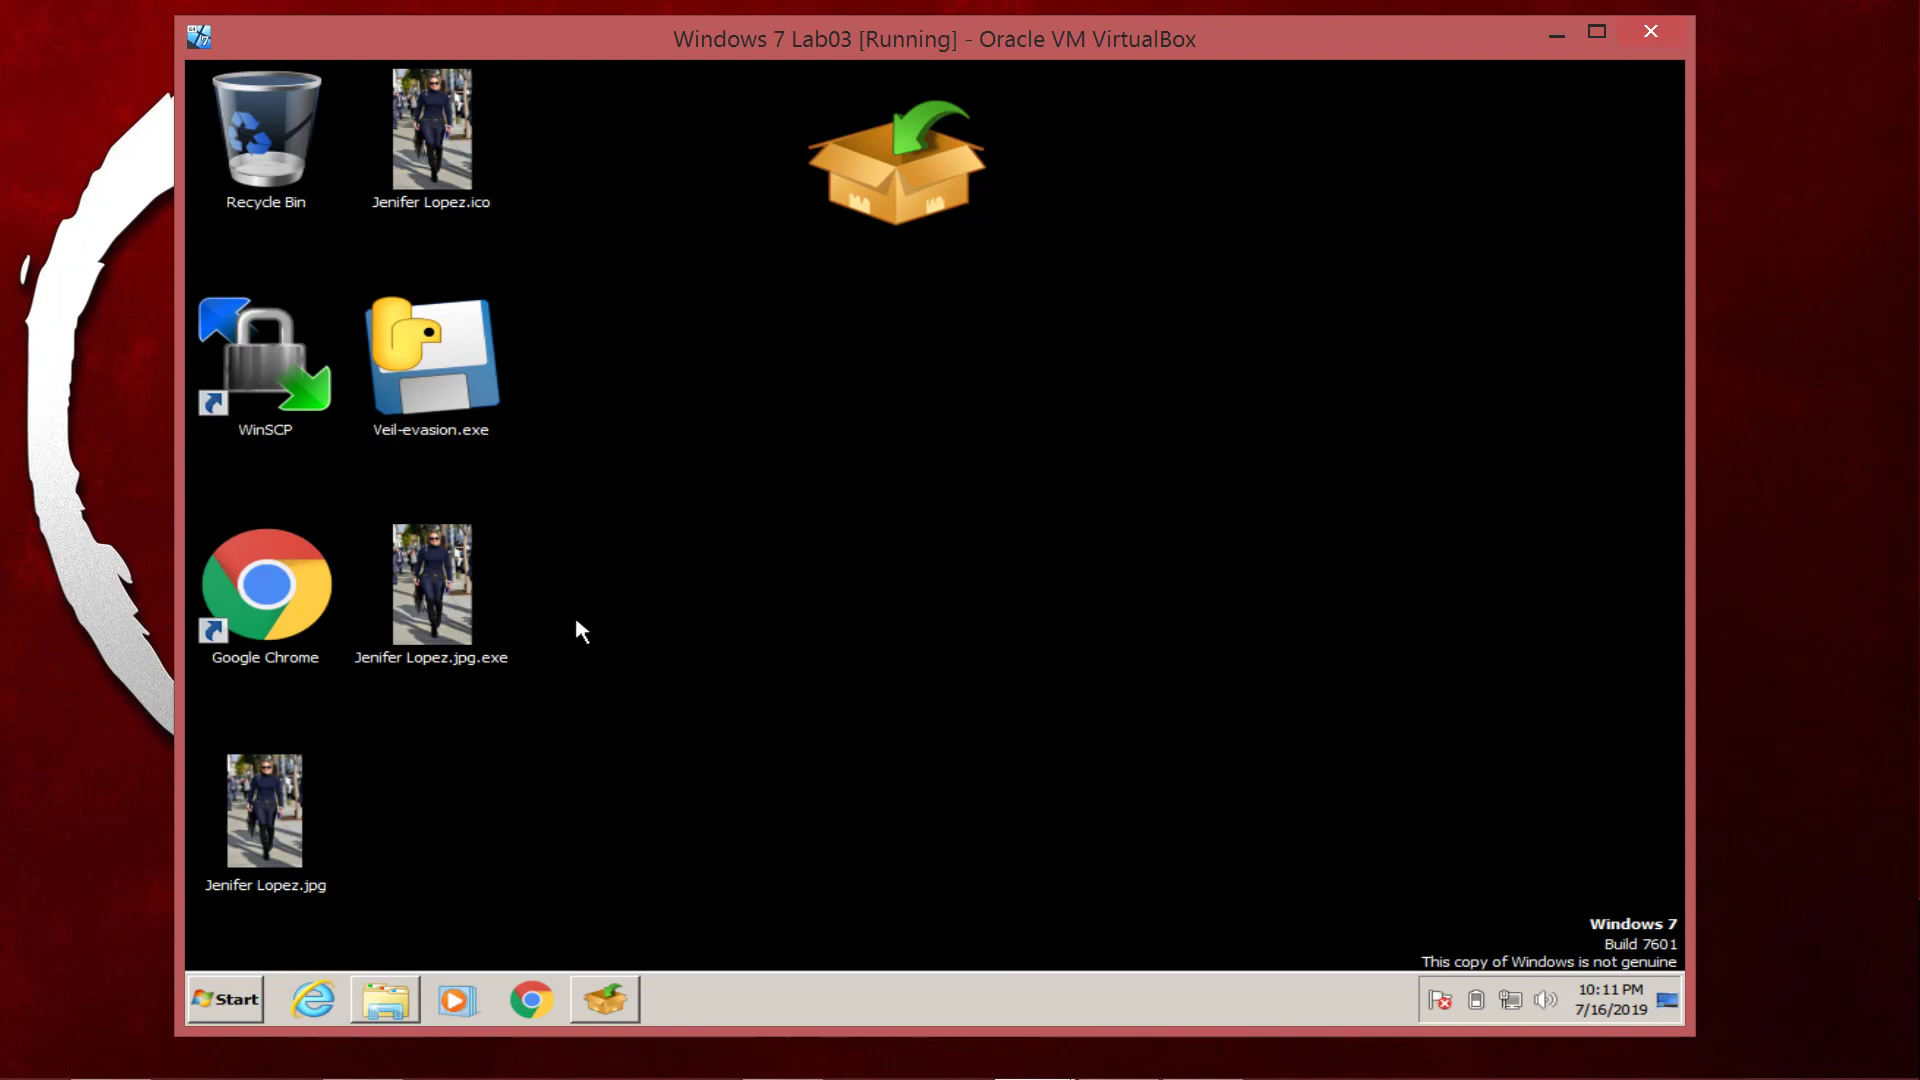 Windows 7 Lab03 [Running] - Oracle VM VirtualBox
Recycle Bin
Jenifer Lopez.ico
WinSCP
Veil-evasion.exe
Google Chrome
Jenifer Lopez.jpg.exe
Jenifer Lopez.jpg
Windows 7
Build 7601
This copy of Windows is not genuine
Start
10:11 PM
7/16/2019